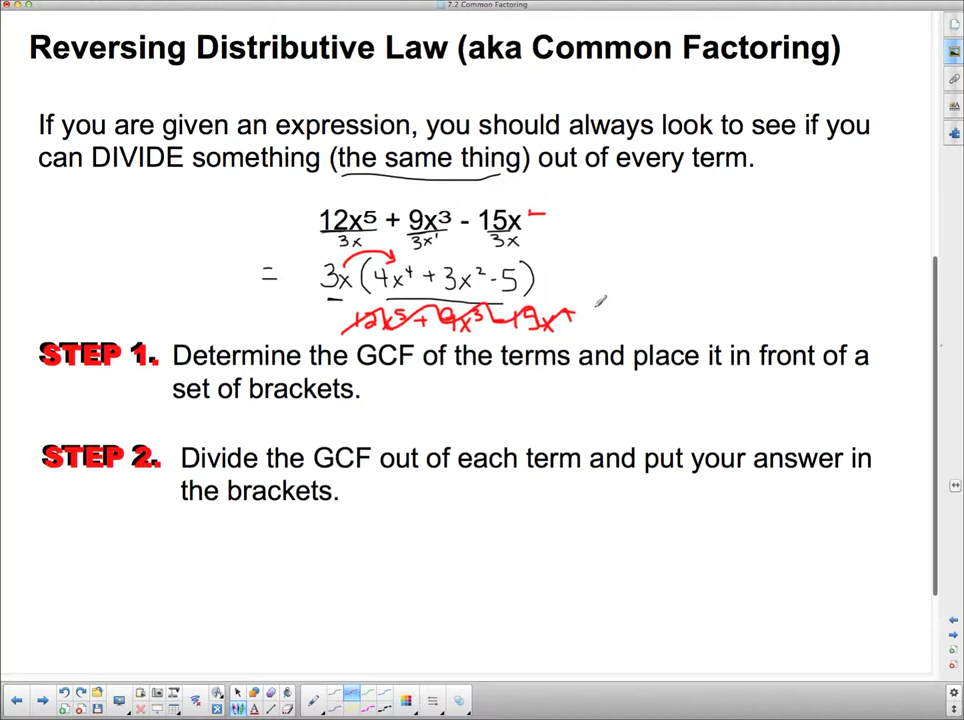 7.2 Common Factoring
Reversing Distributive Law (aka Common Factoring)
If you are given an expression, you should always look to see if you
can DIVIDE something (the same thing) out of every term.
12x⁵ + 9x³ - 15x
3x 3x¹ 3x
= 3x(4x⁴ + 3x² - 5)
12x⁵ + 9x³ - 15x
STEP 1. Determine the GCF of the terms and place it in front of a
set of brackets.
STEP 2. Divide the GCF out of each term and put your answer in
the brackets.